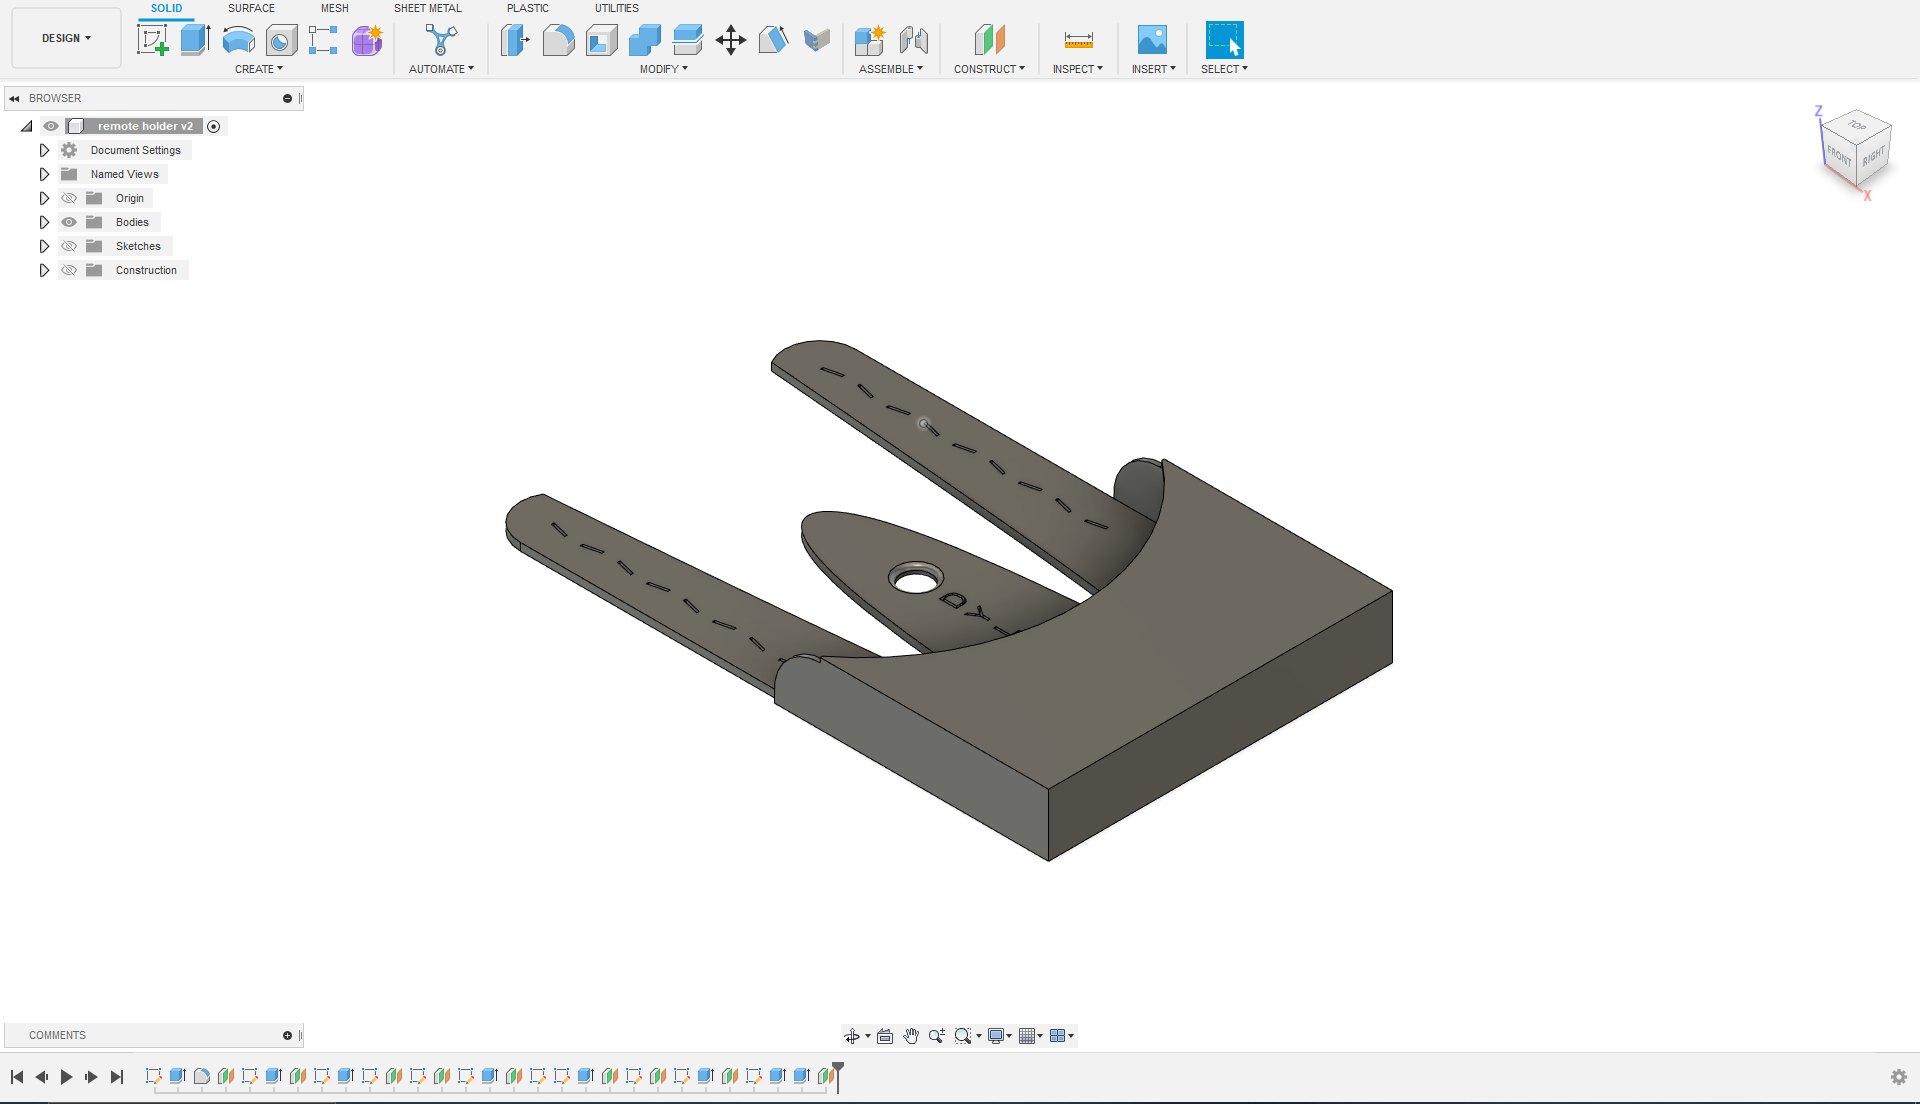 SOLID SURFACE MESH SHEET METAL PLASTIC UTILITIES
DESIGN
CREATE AUTOMATE MODIFY ASSEMBLE CONSTRUCT INSPECT INSERT SELECT
BROWSER
remote holder v2
Document Settings
Named Views
Origin
Bodies
Sketches
Construction
Z
TOP
FRONT RIGHT
X
DY
COMMENTS